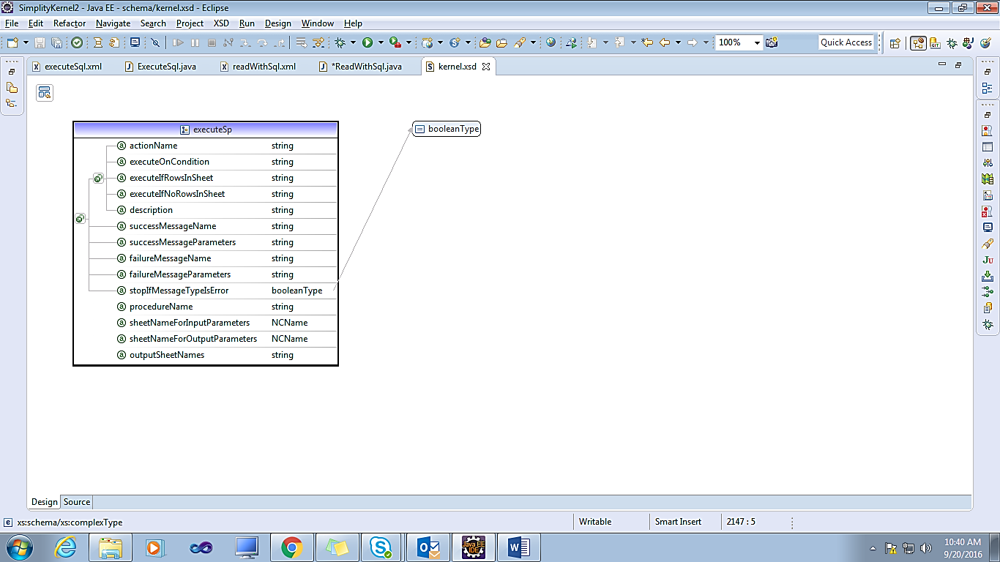 SimplityKernel2 - Java EE - schema/kernel.xsd - Eclipse
File Edit Refactor Navigate Search Project XSD Run Design Window Help
100% Quick Access
executeSql.xml ExecuteSql.java readWithSql.xml *ReadWithSql.java kernel.xsd
executeSp
booleanType
actionName string
executeOnCondition string
executeIfRowsInSheet string
executeIfNoRowsInSheet string
description string
successMessageName string
successMessageParameters string
failureMessageName string
failureMessageParameters string
stopIfMessageTypeIsError booleanType
procedureName string
sheetNameForInputParameters NCName
sheetNameForOutputParameters NCName
outputSheetNames string
Design Source
xs:schema/xs:complexType Writable Smart Insert 2147 : 5
Java EE IDE
10:40 AM
9/20/2016